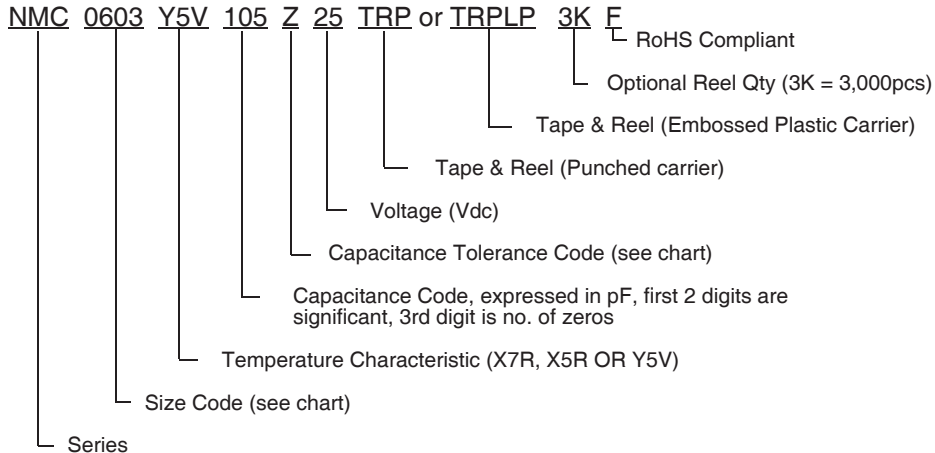 NMC 0603 Y5V 105 Z 25 TRP or TRPLP 3K F
RoHS Compliant
Optional Reel Qty (3K = 3,000pcs)
Tape & Reel (Embossed Plastic Carrier)
Tape & Reel (Punched carrier)
Voltage (Vdc)
Capacitance Tolerance Code (see chart)
Capacitance Code, expressed in pF, first 2 digits are
significant, 3rd digit is no. of zeros
Temperature Characteristic (X7R, X5R OR Y5V)
Size Code (see chart)
Series